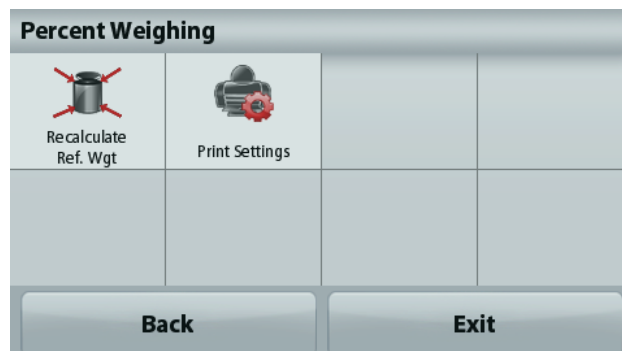 Percent Weighing
Recalculate
Ref. Wgt
Print Settings
Back
Exit